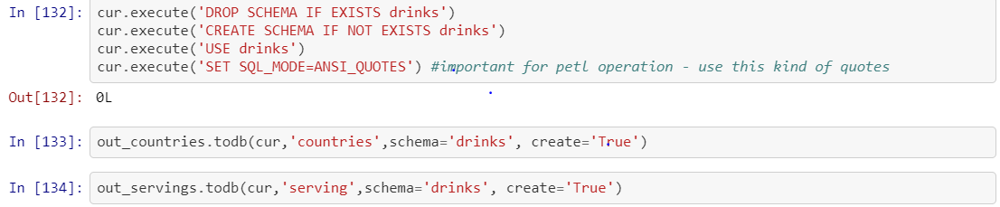 In [132]: cur.execute('DROP SCHEMA IF EXISTS drinks')
cur.execute('CREATE SCHEMA IF NOT EXISTS drinks')
cur.execute('USE drinks')
cur.execute('SET SQL_MODE=ANSI_QUOTES') #important for petl operation - use this kind of quotes
Out[132]: 0L
In [133]: out_countries.todb(cur,'countries',schema='drinks', create='True')
In [134]: out_servings.todb(cur,'serving',schema='drinks', create='True')